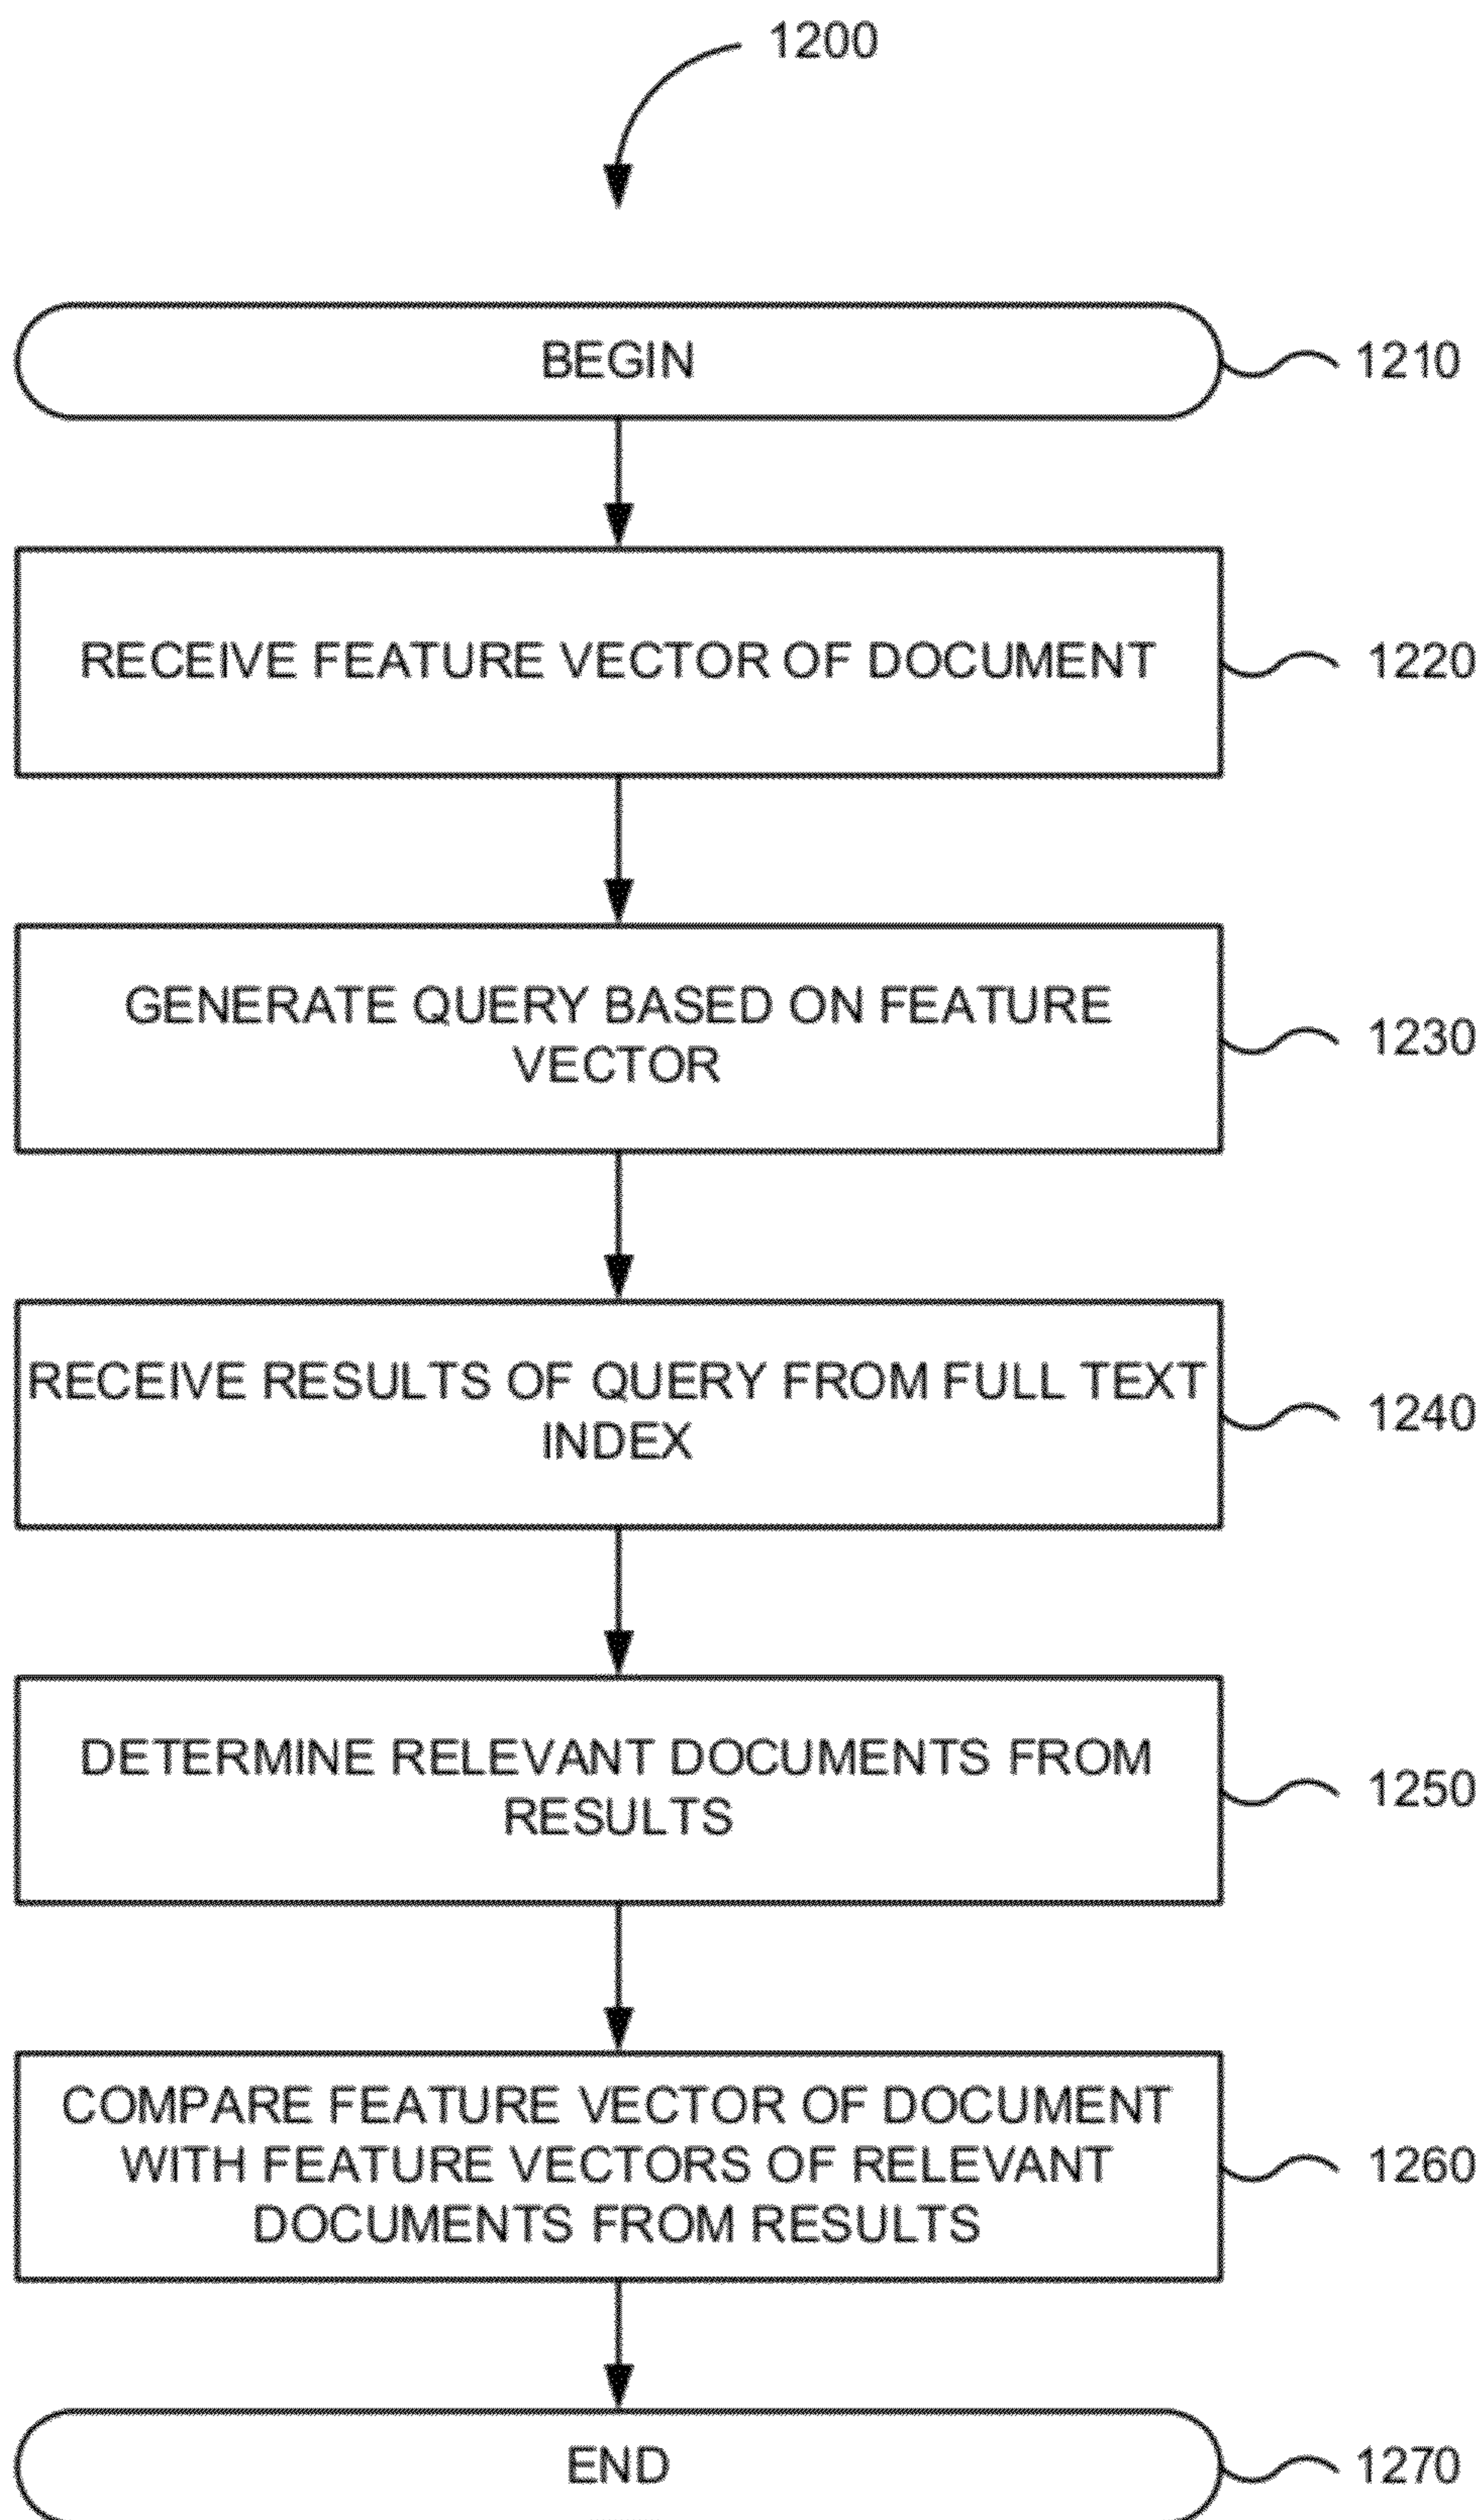 1200
BEGIN
1210
RECEIVE FEATURE VECTOR OF DOCUMENT
1220
GENERATE QUERY BASED ON FEATURE
VECTOR
1230
RECEIVE RESULTS OF QUERY FROM FULL TEXT
INDEX
1240
DETERMINE RELEVANT DOCUMENTS FROM
RESULTS
1250
COMPARE FEATURE VECTOR OF DOCUMENT
WITH FEATURE VECTORS OF RELEVANT
DOCUMENTS FROM RESULTS
1260
END
1270